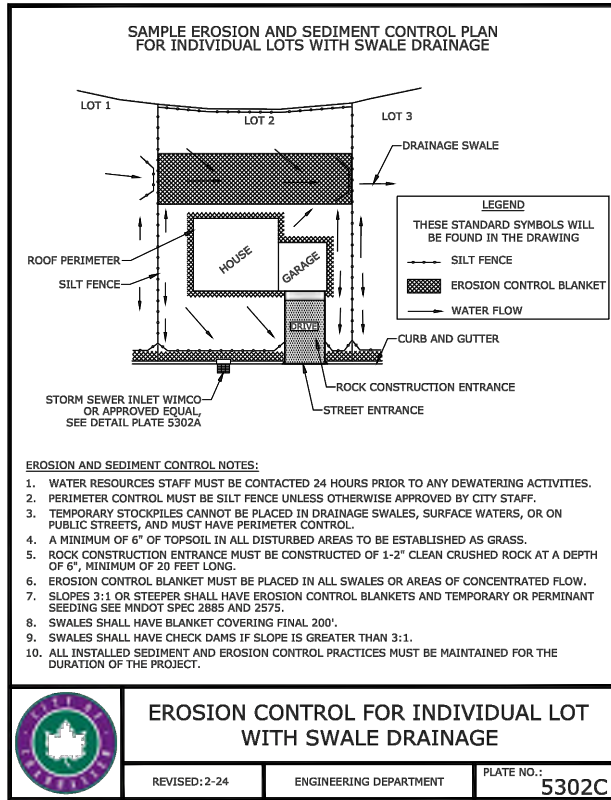 SAMPLE EROSION AND SEDIMENT CONTROL PLAN
FOR INDIVIDUAL LOTS WITH SWALE DRAINAGE
LOT 1
LOT 2
LOT 3
DRAINAGE SWALE
LEGEND
THESE STANDARD SYMBOLS WILL
BE FOUND IN THE DRAWING
SILT FENCE
EROSION CONTROL BLANKET
WATER FLOW
ROOF PERIMETER
SILT FENCE
HOUSE
GARAGE
DRIVE
CURB AND GUTTER
ROCK CONSTRUCTION ENTRANCE
STREET ENTRANCE
STORM SEWER INLET WIMCO
OR APPROVED EQUAL,
SEE DETAIL PLATE 5302A
EROSION AND SEDIMENT CONTROL NOTES:
1. WATER RESOURCES STAFF MUST BE CONTACTED 24 HOURS PRIOR TO ANY DEWATERING ACTIVITIES.
2. PERIMETER CONTROL MUST BE SILT FENCE UNLESS OTHERWISE APPROVED BY CITY STAFF.
3. TEMPORARY STOCKPILES CANNOT BE PLACED IN DRAINAGE SWALES, SURFACE WATERS, OR ON
PUBLIC STREETS, AND MUST HAVE PERIMETER CONTROL.
4. A MINIMUM OF 6" OF TOPSOIL IN ALL DISTURBED AREAS TO BE ESTABLISHED AS GRASS.
5. ROCK CONSTRUCTION ENTRANCE MUST BE CONSTRUCTED OF 1-2" CLEAN CRUSHED ROCK AT A DEPTH
OF 6", MINIMUM OF 20 FEET LONG.
6. EROSION CONTROL BLANKET MUST BE PLACED IN ALL SWALES OR AREAS OF CONCENTRATED FLOW.
7. SLOPES 3:1 OR STEEPER SHALL HAVE EROSION CONTROL BLANKETS AND TEMPORARY OR PERMINANT
SEEDING SEE MNDOT SPEC 2885 AND 2575.
8. SWALES SHALL HAVE BLANKET COVERING FINAL 200'.
9. SWALES SHALL HAVE CHECK DAMS IF SLOPE IS GREATER THAN 3:1.
10. ALL INSTALLED SEDIMENT AND EROSION CONTROL PRACTICES MUST BE MAINTAINED FOR THE
DURATION OF THE PROJECT.
CITY OF
EROSION CONTROL FOR INDIVIDUAL LOT
WITH SWALE DRAINAGE
REVISED:2-24
ENGINEERING DEPARTMENT
PLATE NO.:
5302C